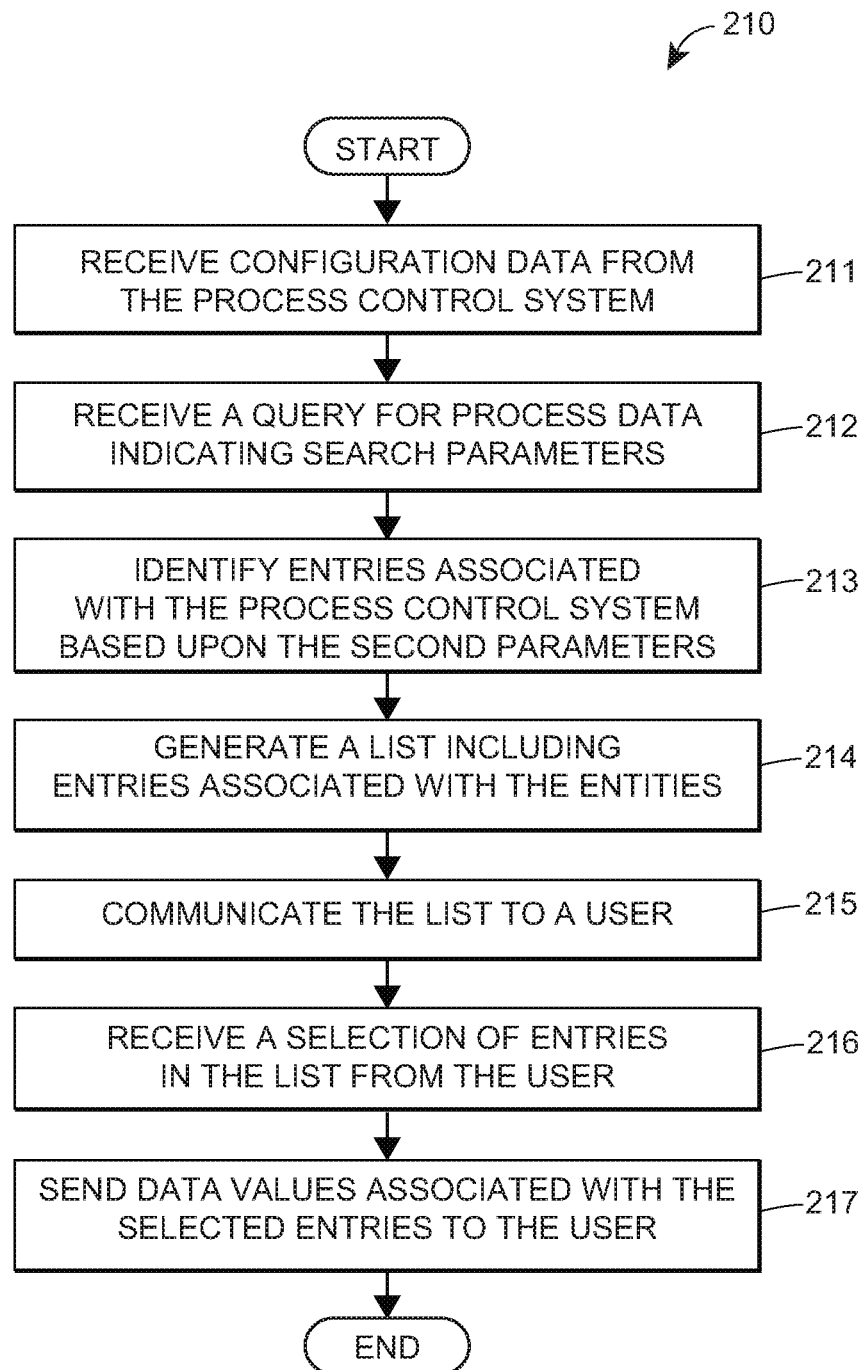 210
START
RECEIVE CONFIGURATION DATA FROM
THE PROCESS CONTROL SYSTEM
211
RECEIVE A QUERY FOR PROCESS DATA
INDICATING SEARCH PARAMETERS
212
IDENTIFY ENTRIES ASSOCIATED
WITH THE PROCESS CONTROL SYSTEM
BASED UPON THE SECOND PARAMETERS
213
GENERATE A LIST INCLUDING
ENTRIES ASSOCIATED WITH THE ENTITIES
214
COMMUNICATE THE LIST TO A USER
215
RECEIVE A SELECTION OF ENTRIES
IN THE LIST FROM THE USER
216
SEND DATA VALUES ASSOCIATED WITH THE
SELECTED ENTRIES TO THE USER
217
END